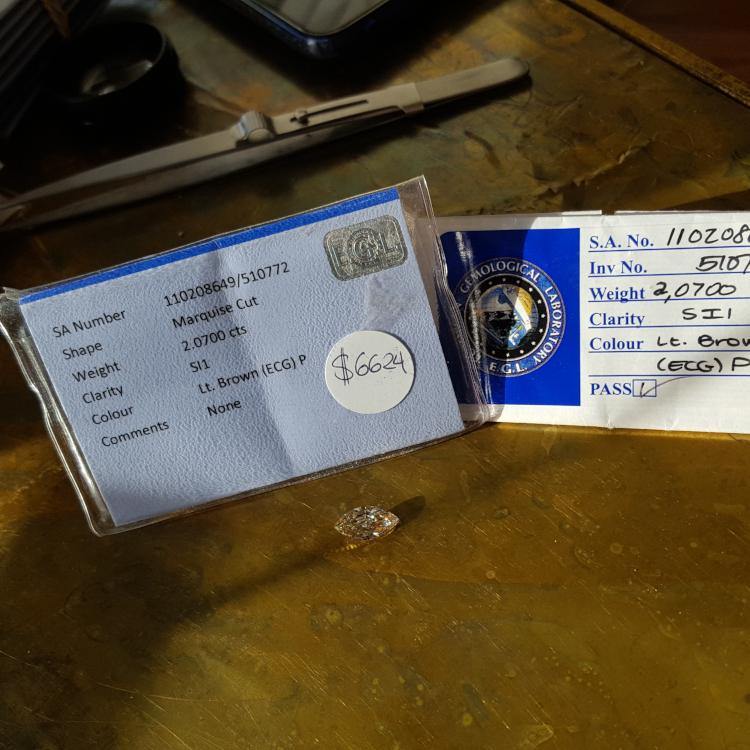 SA Number 110208649/510772
Shape Marquise Cut
Weight 2.0700 cts
Clarity SI1
Colour Lt. Brown (ECG) P
Comments None
$6624
GEMOLOGICAL LABORATORY
E.G.L.
S.A. No. 110208
Inv No. 510
Weight 2,0700
Clarity SI1
Colour Lt. Brow
(ECG) P
PASS